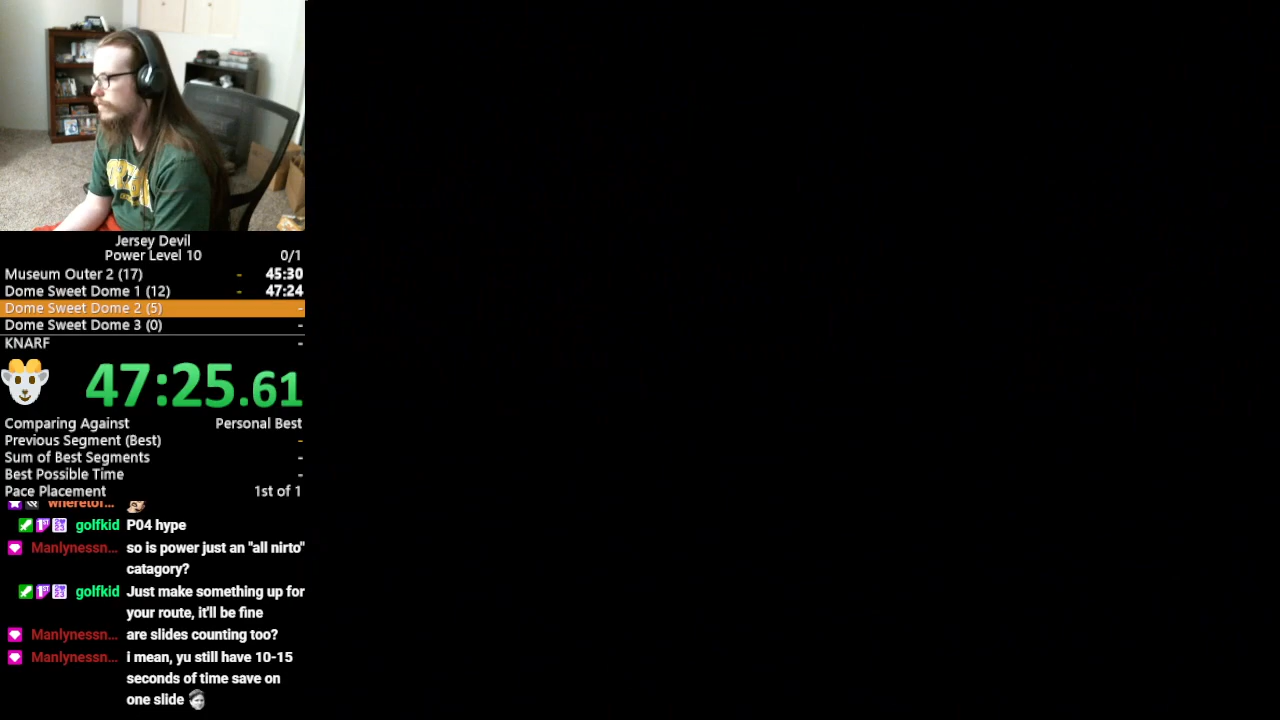 Jersey Devil
Power Level 10 0/1
Museum Outer 2 (17) - 45:30
Dome Sweet Dome 1 (12) - 47:24
Dome Sweet Dome 2 (5) -
Dome Sweet Dome 3 (0) -
KNARF -
47:25.61
Comparing Against Personal Best
Previous Segment (Best) -
Sum of Best Segments -
Best Possible Time -
Pace Placement 1st of 1
wheretof...
golfkid P04 hype
Manlynessn... so is power just an "all nirto"
catagory?
golfkid Just make something up for
your route, it'll be fine
Manlynessn... are slides counting too?
Manlynessn... i mean, yu still have 10-15
seconds of time save on
one slide